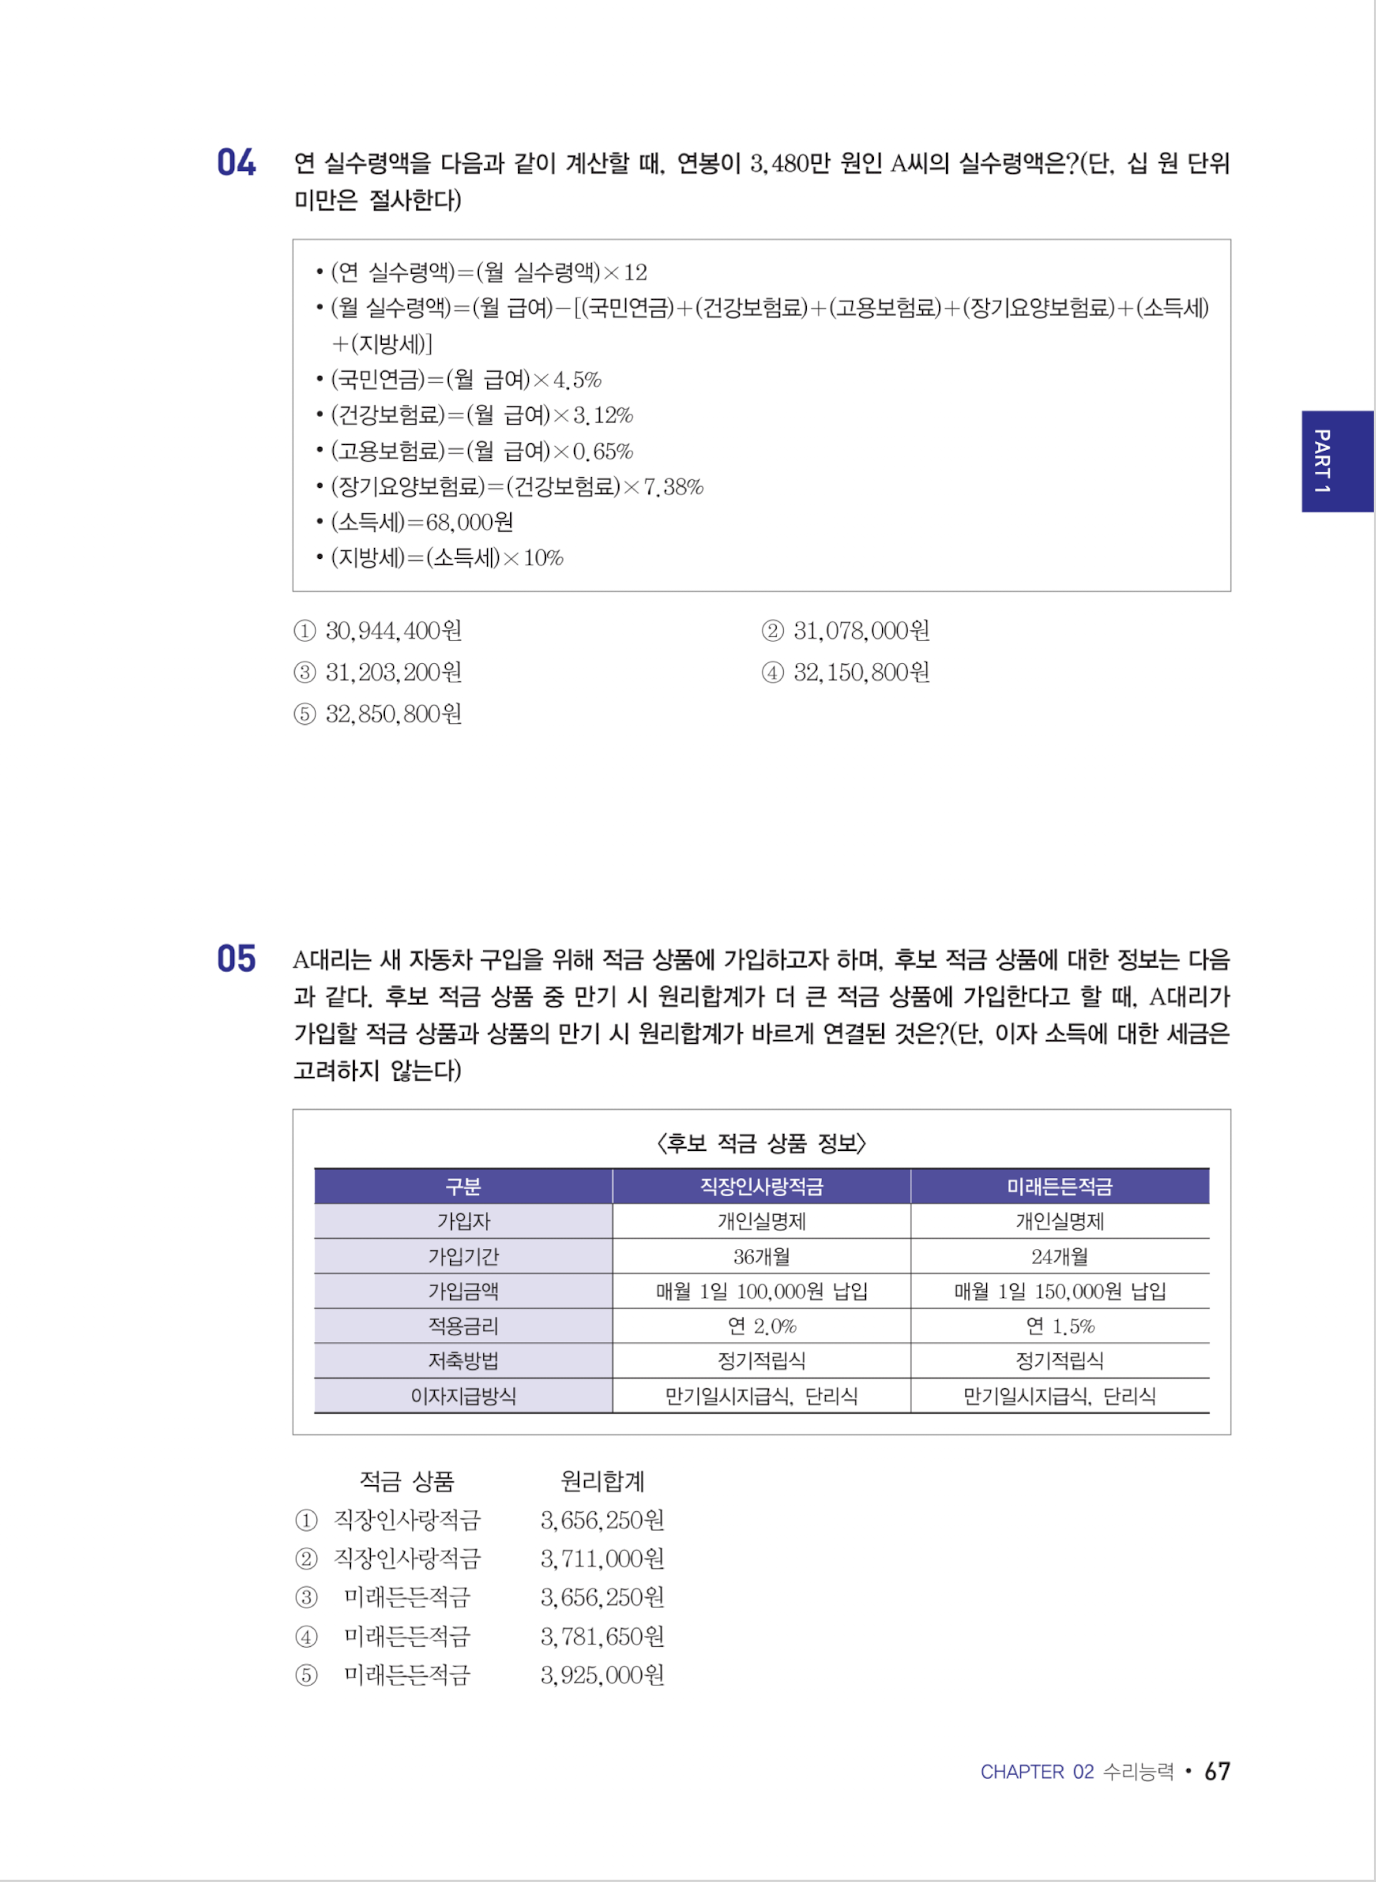 04 연 실수령액을 다음과 같이 계산할 때, 연봉이 3,480만 원인 A씨의 실수령액은?(단, 십 원 단위
미만은 절사한다)
• (연 실수령액)=(월 실수령액)×12
• (월 실수령액)=(월 급여)−[(국민연금)+(건강보험료)+(고용보험료)+(장기요양보험료)+(소득세)
+(지방세)]
• (국민연금)=(월 급여)×4.5%
• (건강보험료)=(월 급여)×3.12%
• (고용보험료)=(월 급여)×0.65%
• (장기요양보험료)=(건강보험료)×7.38%
• (소득세)=68,000원
• (지방세)=(소득세)×10%
PART 1
① 30,944,400원 ② 31,078,000원
③ 31,203,200원 ④ 32,150,800원
⑤ 32,850,800원
05 A대리는 새 자동차 구입을 위해 적금 상품에 가입하고자 하며, 후보 적금 상품에 대한 정보는 다음
과 같다. 후보 적금 상품 중 만기 시 원리합계가 더 큰 적금 상품에 가입한다고 할 때, A대리가
가입할 적금 상품과 상품의 만기 시 원리합계가 바르게 연결된 것은?(단, 이자 소득에 대한 세금은
고려하지 않는다)
〈후보 적금 상품 정보〉
구분 직장인사랑적금 미래든든적금
가입자 개인실명제 개인실명제
가입기간 36개월 24개월
가입금액 매월 1일 100,000원 납입 매월 1일 150,000원 납입
적용금리 연 2.0% 연 1.5%
저축방법 정기적립식 정기적립식
이자지급방식 만기일시지급식, 단리식 만기일시지급식, 단리식
적금 상품 원리합계
① 직장인사랑적금 3,656,250원
② 직장인사랑적금 3,711,000원
③ 미래든든적금 3,656,250원
④ 미래든든적금 3,781,650원
⑤ 미래든든적금 3,925,000원
CHAPTER 02 수리능력 • 67